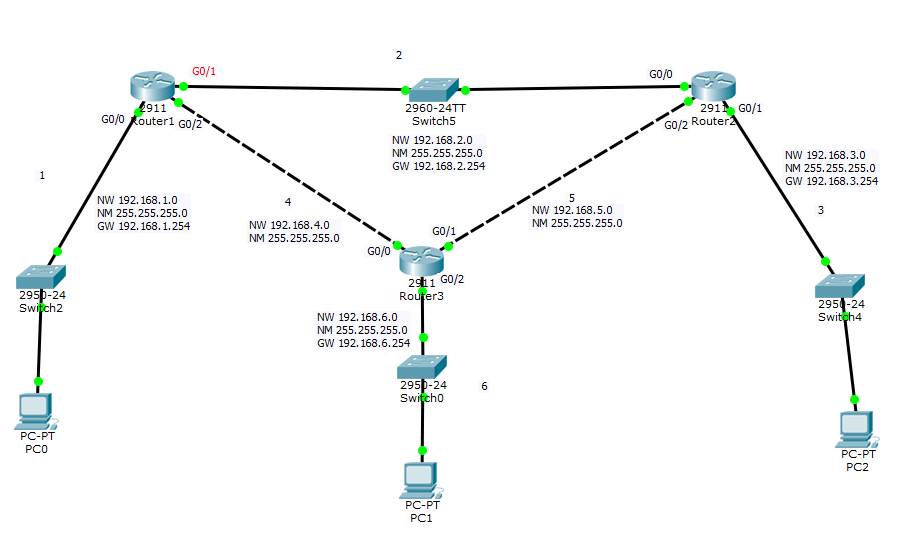 2
G0/1
G0/0
2911
Router1
2960-24TT
Switch5
2911
Router2
G0/0
G0/2
G0/2
G0/1
NW 192.168.2.0
NM 255.255.255.0
GW 192.168.2.254
NW 192.168.3.0
NM 255.255.255.0
GW 192.168.3.254
1
NW 192.168.1.0
NM 255.255.255.0
GW 192.168.1.254
4
NW 192.168.4.0
NM 255.255.255.0
5
NW 192.168.5.0
NM 255.255.255.0
3
G0/0
G0/1
2911
Router3
G0/2
2950-24
Switch2
2950-24
Switch4
NW 192.168.6.0
NM 255.255.255.0
GW 192.168.6.254
2950-24
Switch0
6
PC-PT
PC0
PC-PT
PC1
PC-PT
PC2